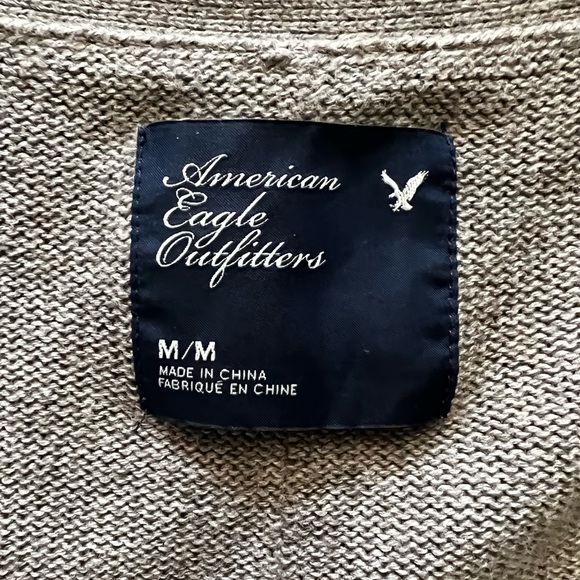 American
Eagle
Outfitters
M/M
MADE IN CHINA
FABRIQUÉ EN CHINE